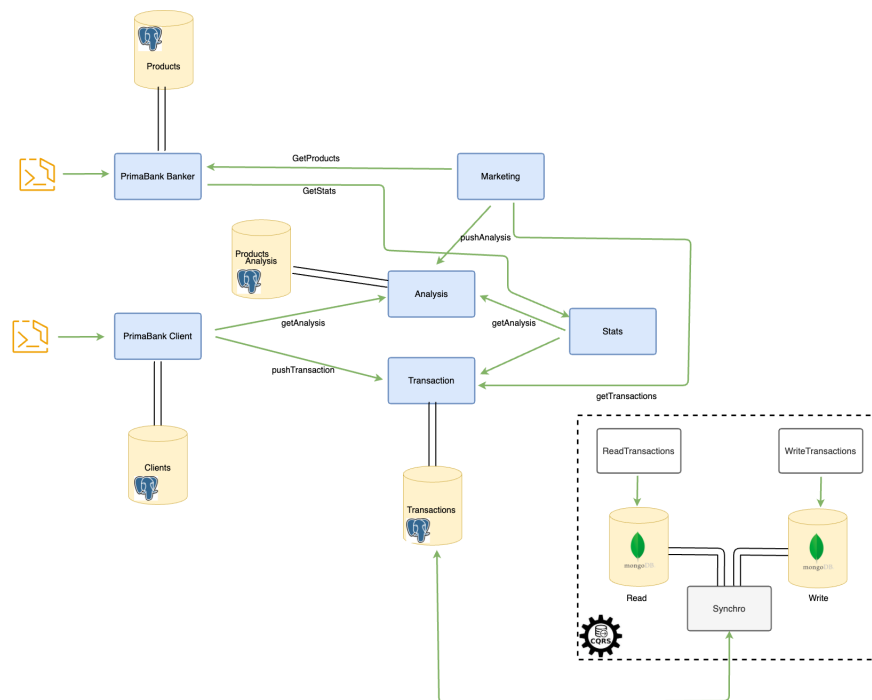 Products
PrimaBank Banker
GetProducts
GetStats
Marketing
pushAnalysis
Products
Analysis
Analysis
getAnalysis
getAnalysis
Stats
PrimaBank Client
pushTransaction
Transaction
getTransactions
Clients
Transactions
ReadTransactions
WriteTransactions
mongoDB
mongoDB
Read
Synchro
Write
CQRS